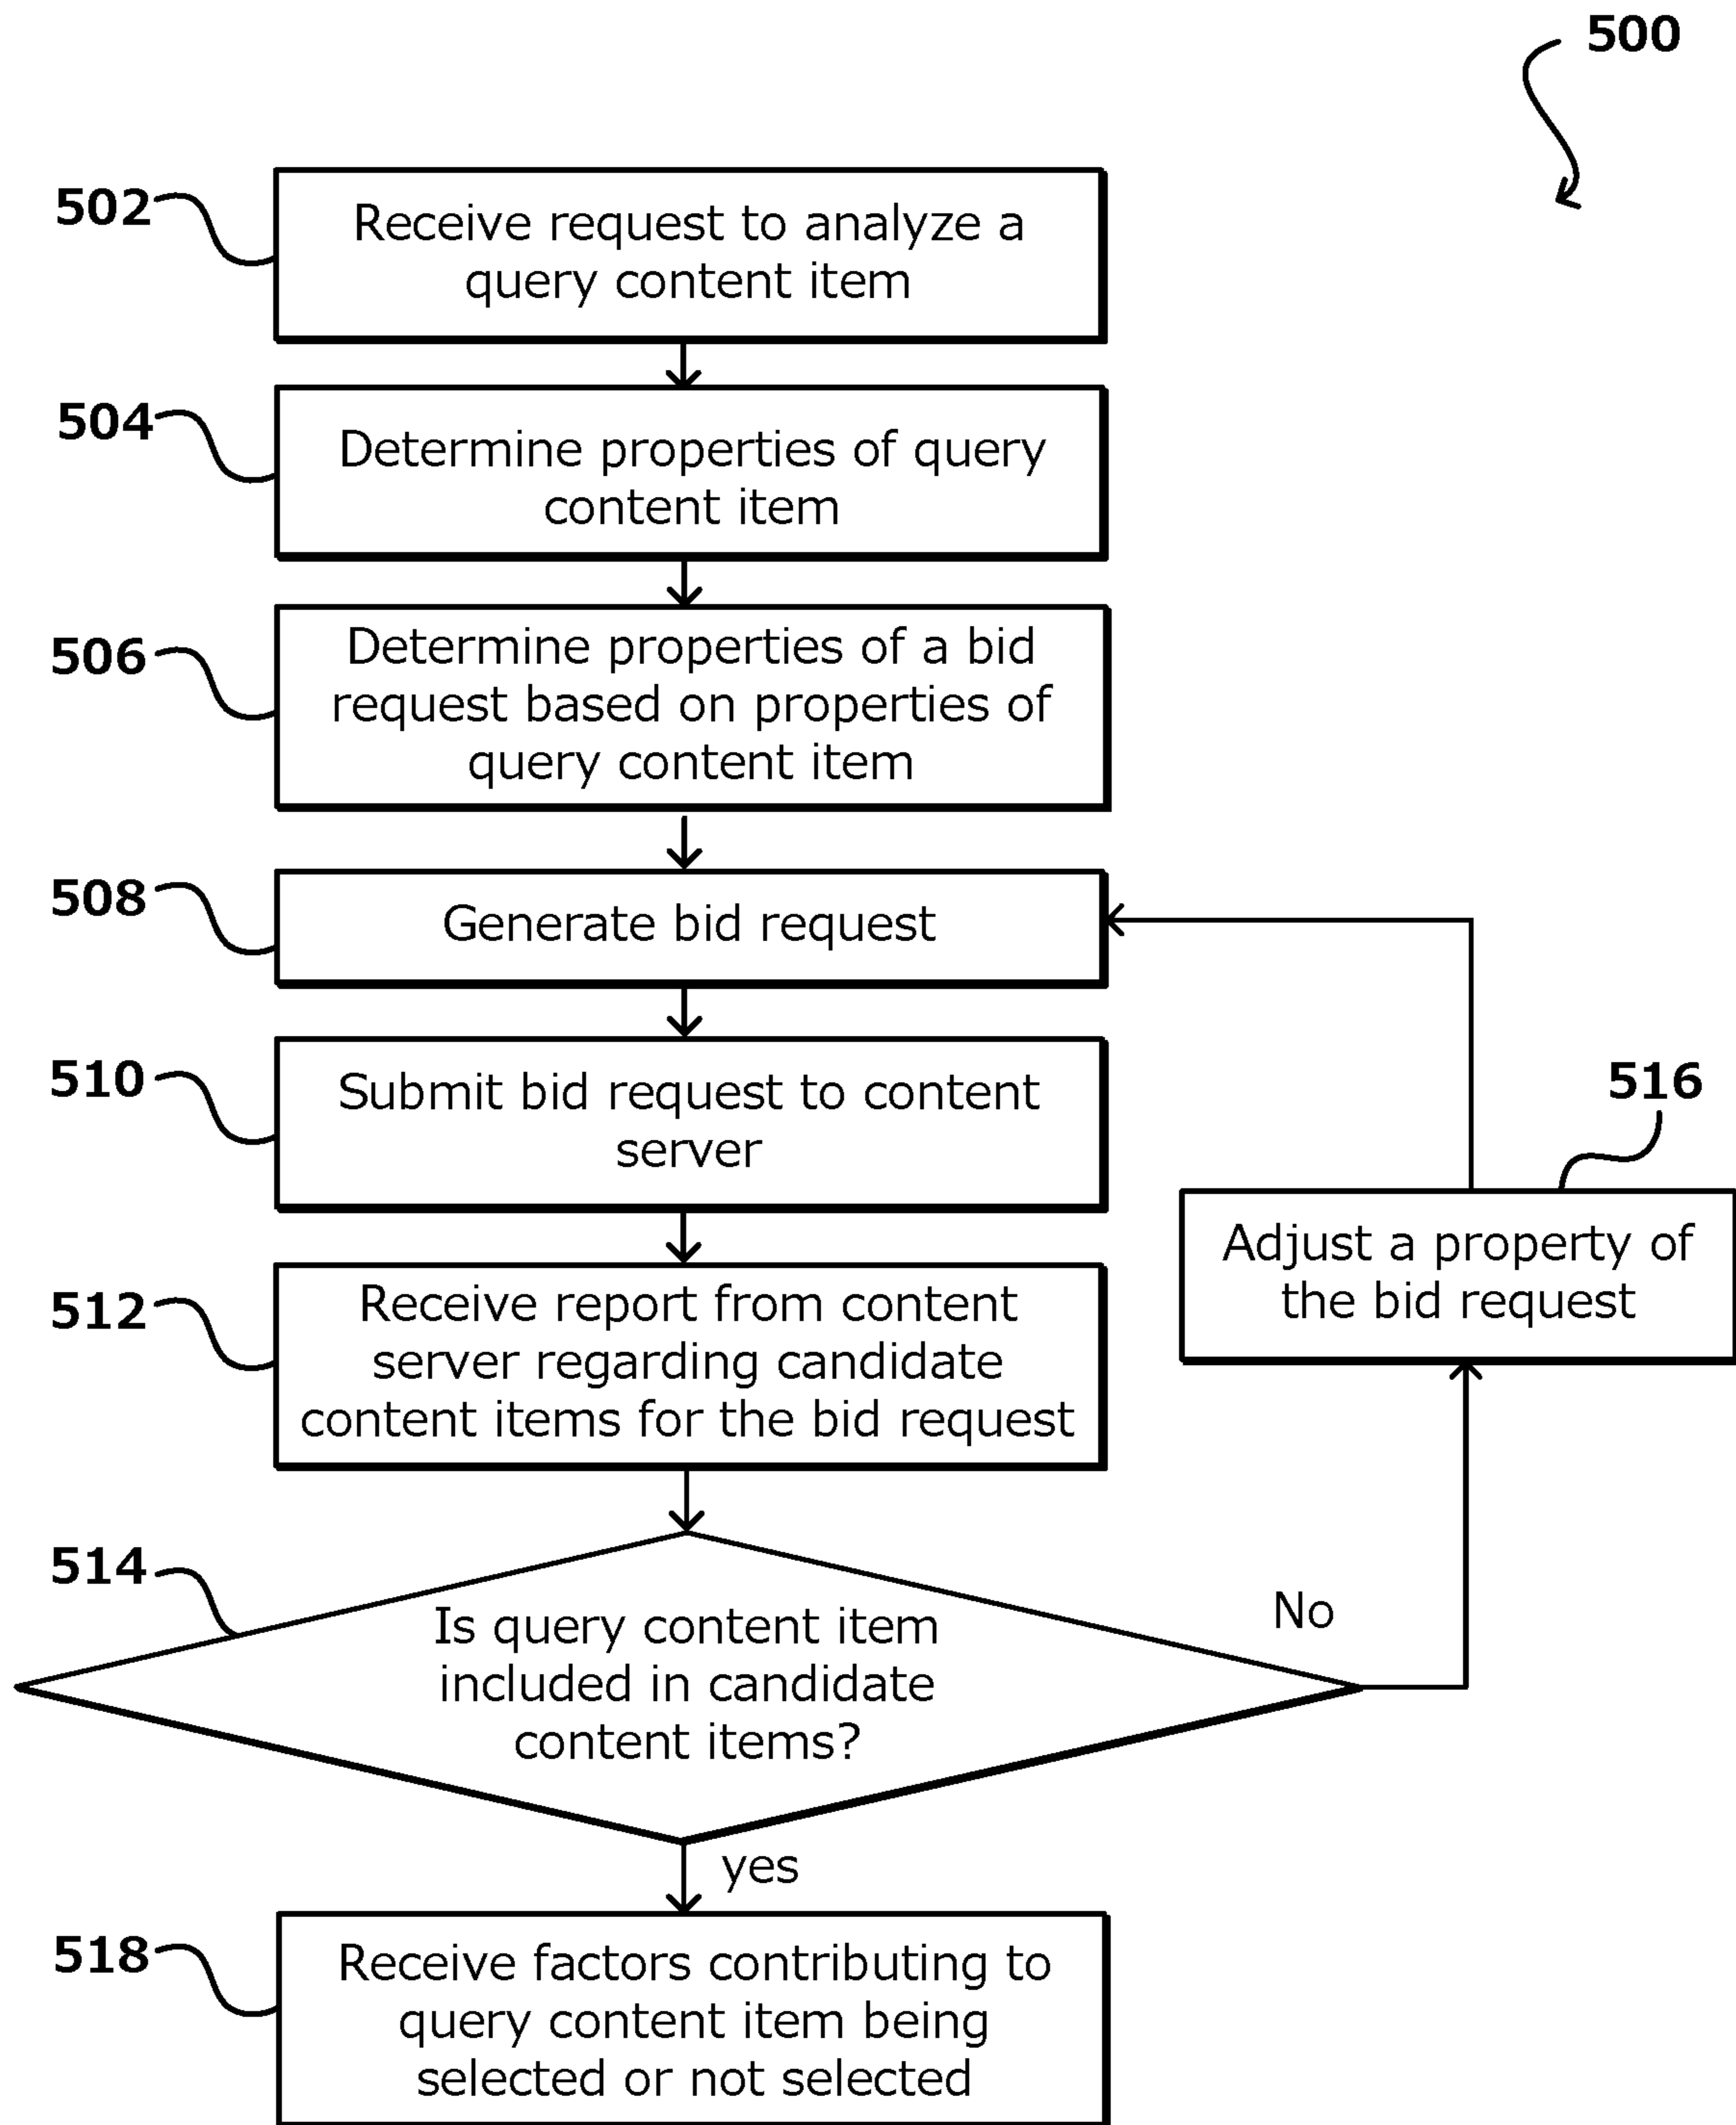 500
502
Receive request to analyze a
query content item
504
Determine properties of query
content item
506
Determine properties of a bid
request based on properties of
query content item
508
Generate bid request
510
Submit bid request to content
server
516
Adjust a property of
the bid request
512
Receive report from content
server regarding candidate
content items for the bid request
514
Is query content item
included in candidate
content items?
No
yes
518
Receive factors contributing to
query content item being
selected or not selected